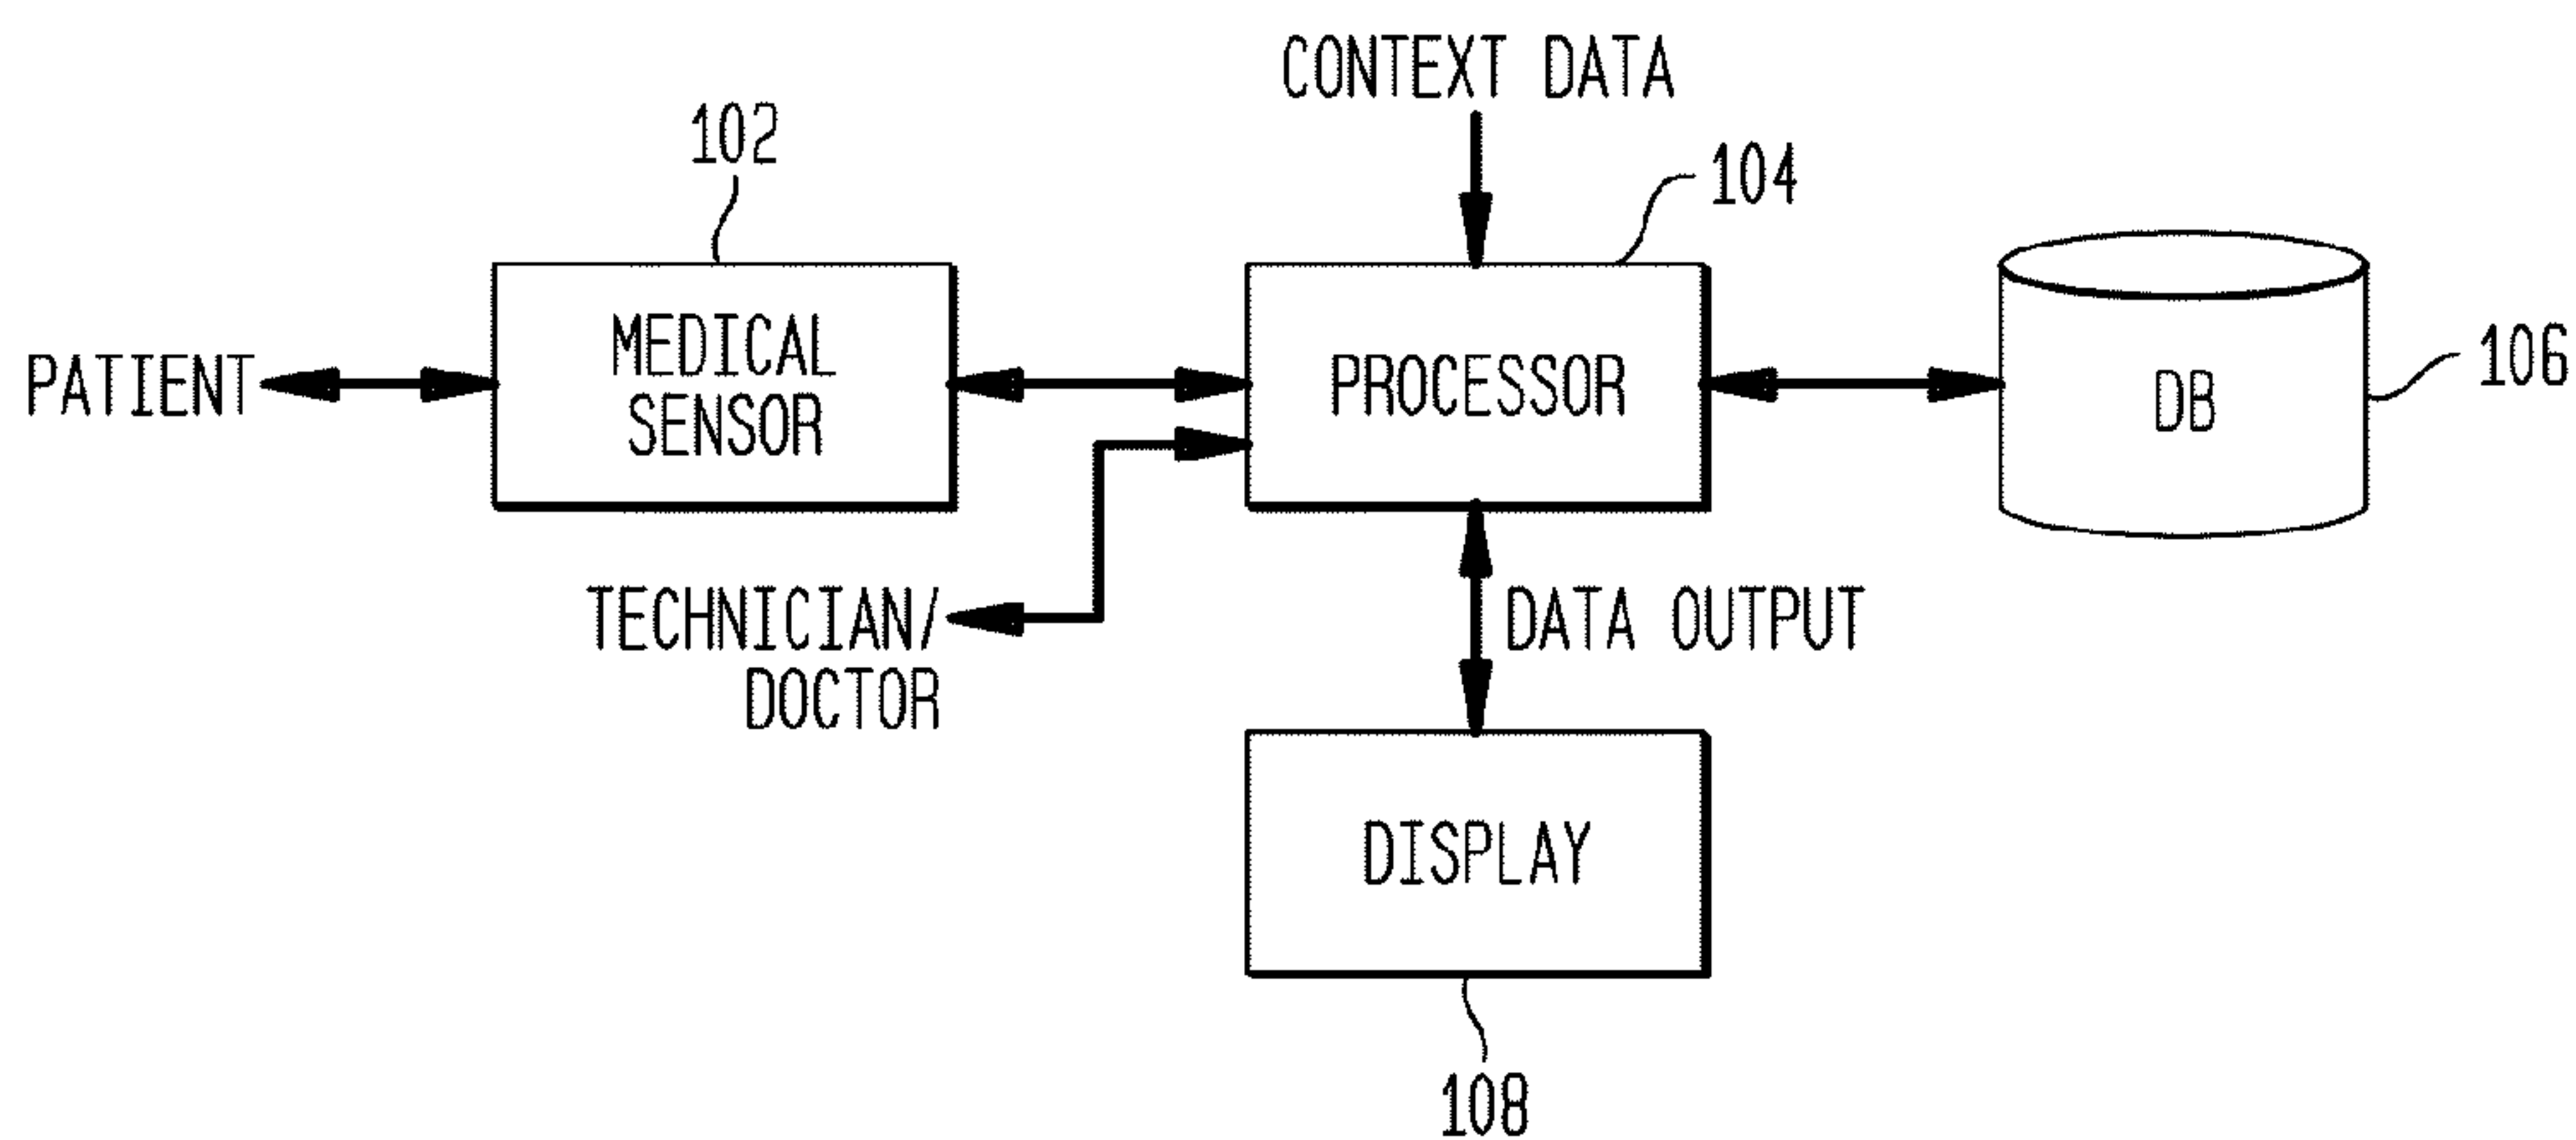 CONTEXT DATA
102
104
MEDICAL
SENSOR
PATIENT
PROCESSOR
DB
106
TECHNICIAN/
DOCTOR
DATA OUTPUT
DISPLAY
108